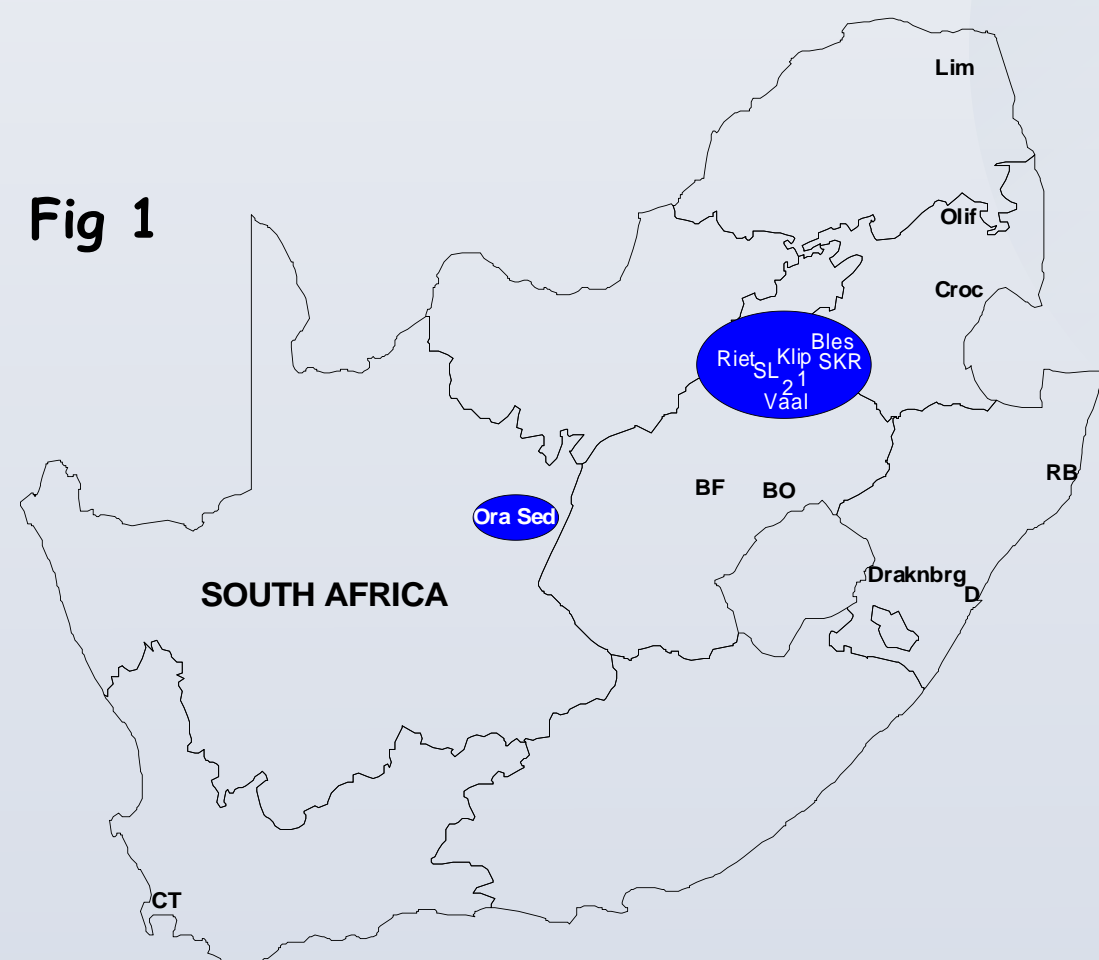 Lim
Fig 1
Olif
Croc
Bles
Riet Klip SKR
SL
1
2
Vaal
RB
BF BO
Ora Sed
Draknbrg
SOUTH AFRICA D
CT